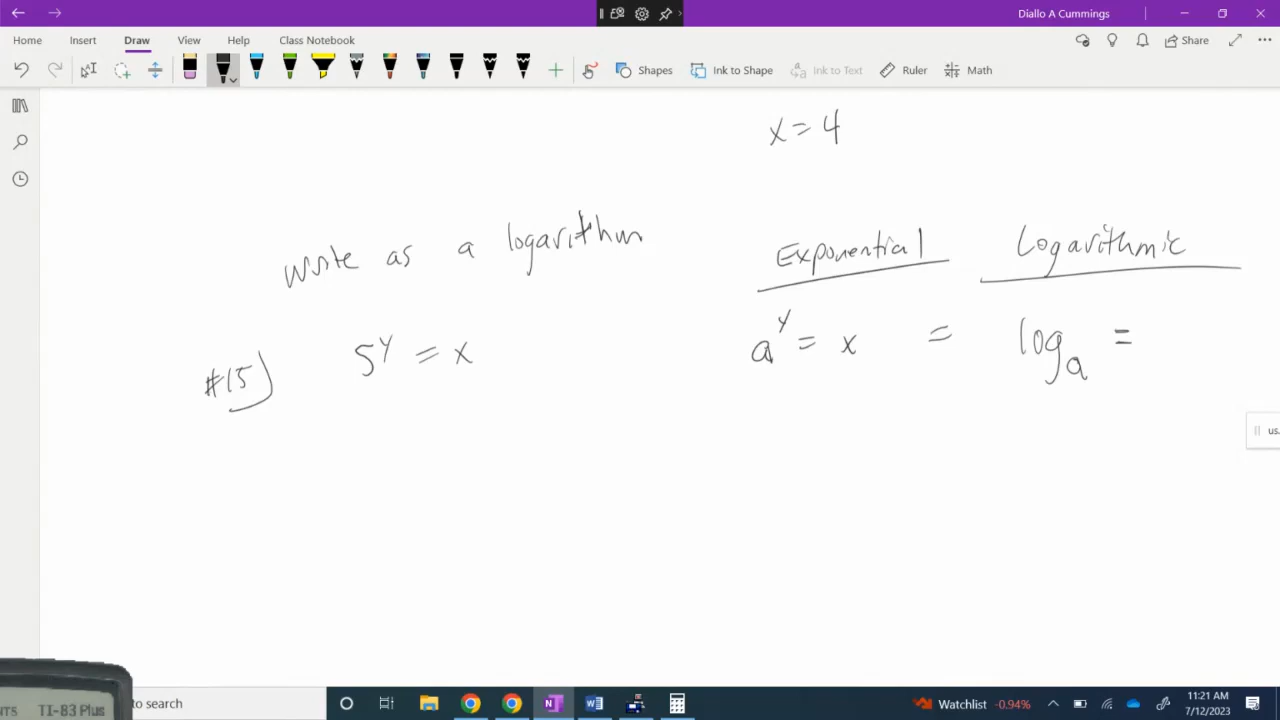 Diallo A Cummings
Home Insert Draw View Help Class Notebook Share
Shapes Ink to Shape Ink to Text Ruler Math
x = 4
write as a logarithm
Exponential Logarithmic
#15) 5^y = x
a^y = x = log_a =
us.
TI-83 Plus
to search
Watchlist -0.94%
11:21 AM
7/12/2023